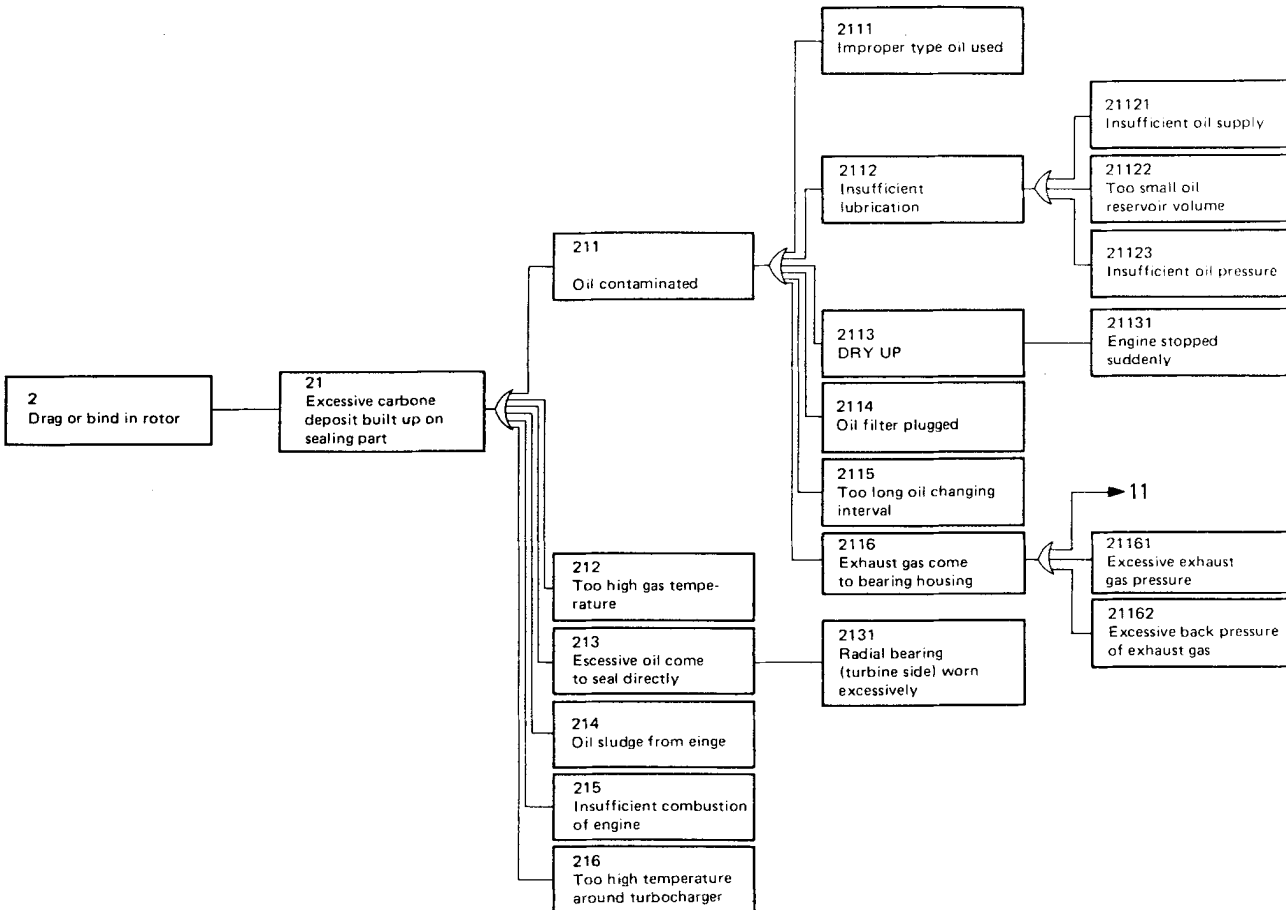 2
Drag or bind in rotor
21
Excessive carbone
deposit built up on
sealing part
211
Oil contaminated
2111
Improper type oil used
2112
Insufficient
lubrication
21121
Insufficient oil supply
21122
Too small oil
reservoir volume
21123
Insufficient oil pressure
2113
DRY UP
21131
Engine stopped
suddenly
2114
Oil filter plugged
2115
Too long oil changing
interval
2116
Exhaust gas come
to bearing housing
11
21161
Excessive exhaust
gas pressure
21162
Excessive back pressure
of exhaust gas
212
Too high gas tempe-
rature
213
Escessive oil come
to seal directly
2131
Radial bearing
(turbine side) worn
excessively
214
Oil sludge from einge
215
Insufficient combustion
of engine
216
Too high temperature
around turbocharger